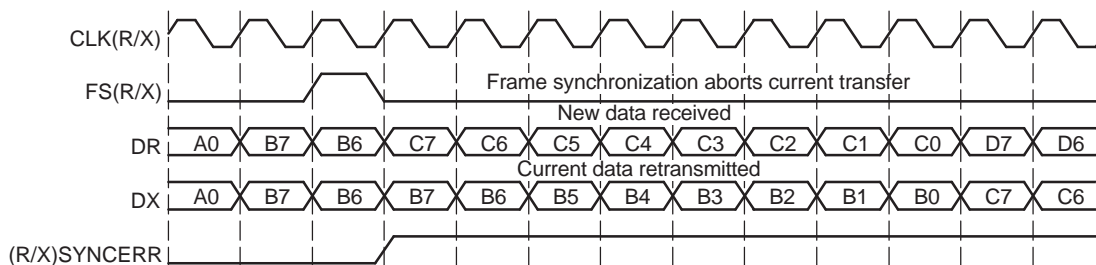 CLK(R/X)
FS(R/X) Frame synchronization aborts current transfer
New data received
DR A0 B7 B6 C7 C6 C5 C4 C3 C2 C1 C0 D7 D6
Current data retransmitted
DX A0 B7 B6 B7 B6 B5 B4 B3 B2 B1 B0 C7 C6
(R/X)SYNCERR